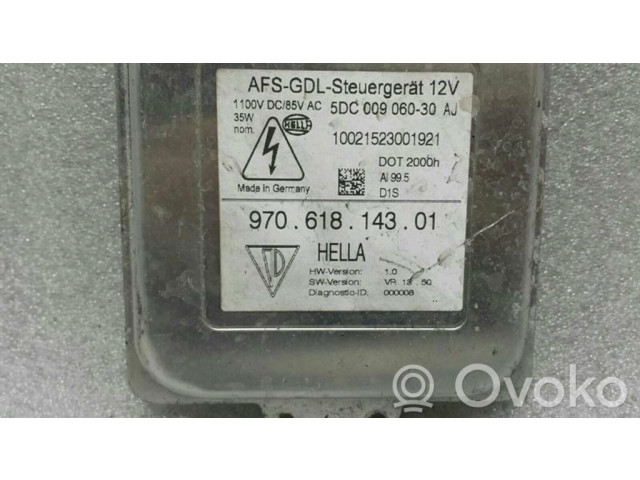 AFS-GDL-Steuergerät 12V
1100V DC/85V AC 5DC 009 060-30 AJ
35W
nom.
HELLA
10021523001921
DOT 2000h
Al 99.5
D1S
Made in Germany
970.618.143.01
HELLA
HW-Version: 1.0
SW-Version: VR 13.50
Diagnostic-ID: 000008
Ovoko